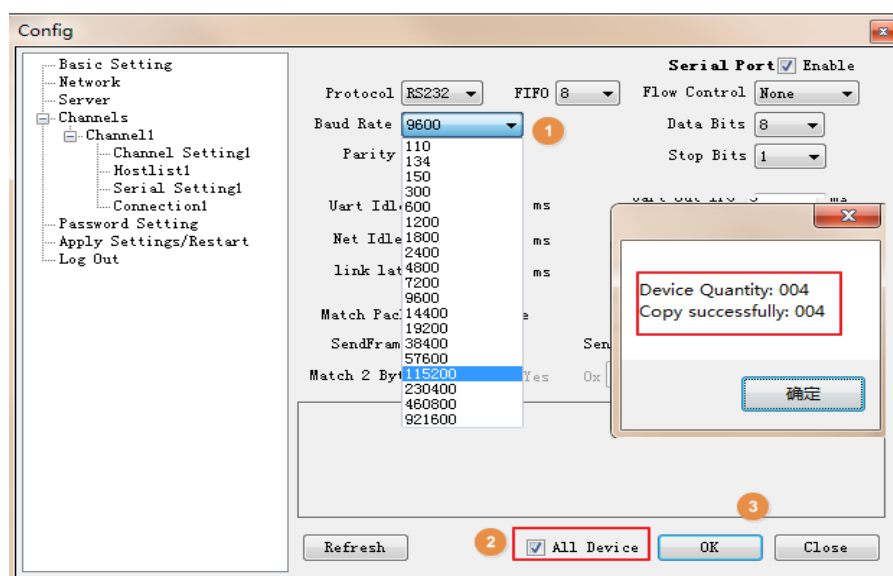 Config
Basic Setting
Network
Server
Channels
Channel1
Channel Setting1
Hostlist1
Serial Setting1
Connection1
Password Setting
Apply Settings/Restart
Log Out
Serial Port Enable
Protocol RS232 FIFO 8 Flow Control None
Baud Rate 9600 1 Data Bits 8
Parity Stop Bits 1
110
134
150
300
600
1200
1800
2400
4800
7200
9600
14400
19200
38400
57600
115200
230400
460800
921600
Uart Idl ms
Net Idle ms
link lat ms
Match Pac
SendFram Sen
Match 2 Byt Yes 0x
Device Quantity: 004
Copy successfully: 004
确定
3
Refresh 2 All Device OK Close